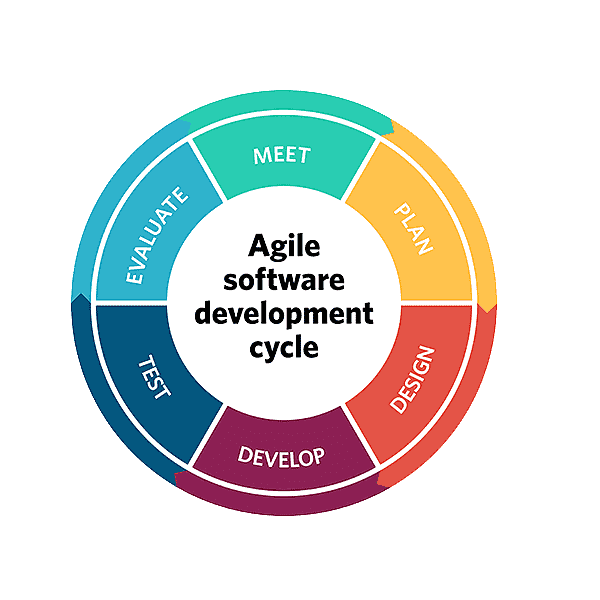 MEET
PLAN
DESIGN
DEVELOP
TEST
EVALUATE
Agile
software
development
cycle